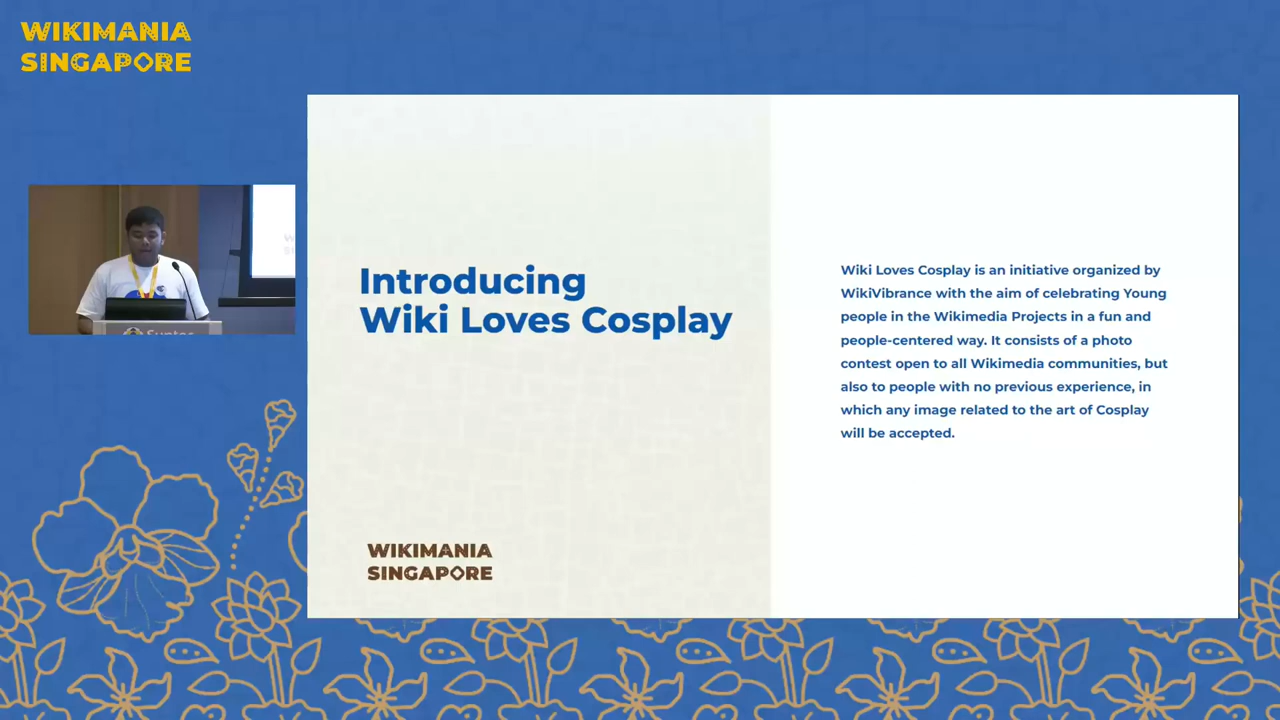 WIKIMANIA
SINGAPORE
Introducing
Wiki Loves Cosplay
Wiki Loves Cosplay is an initiative organized by
WikiVibrance with the aim of celebrating Young
people in the Wikimedia Projects in a fun and
people-centered way. It consists of a photo
contest open to all Wikimedia communities, but
also to people with no previous experience, in
which any image related to the art of Cosplay
will be accepted.
WIKIMANIA
SINGAPORE